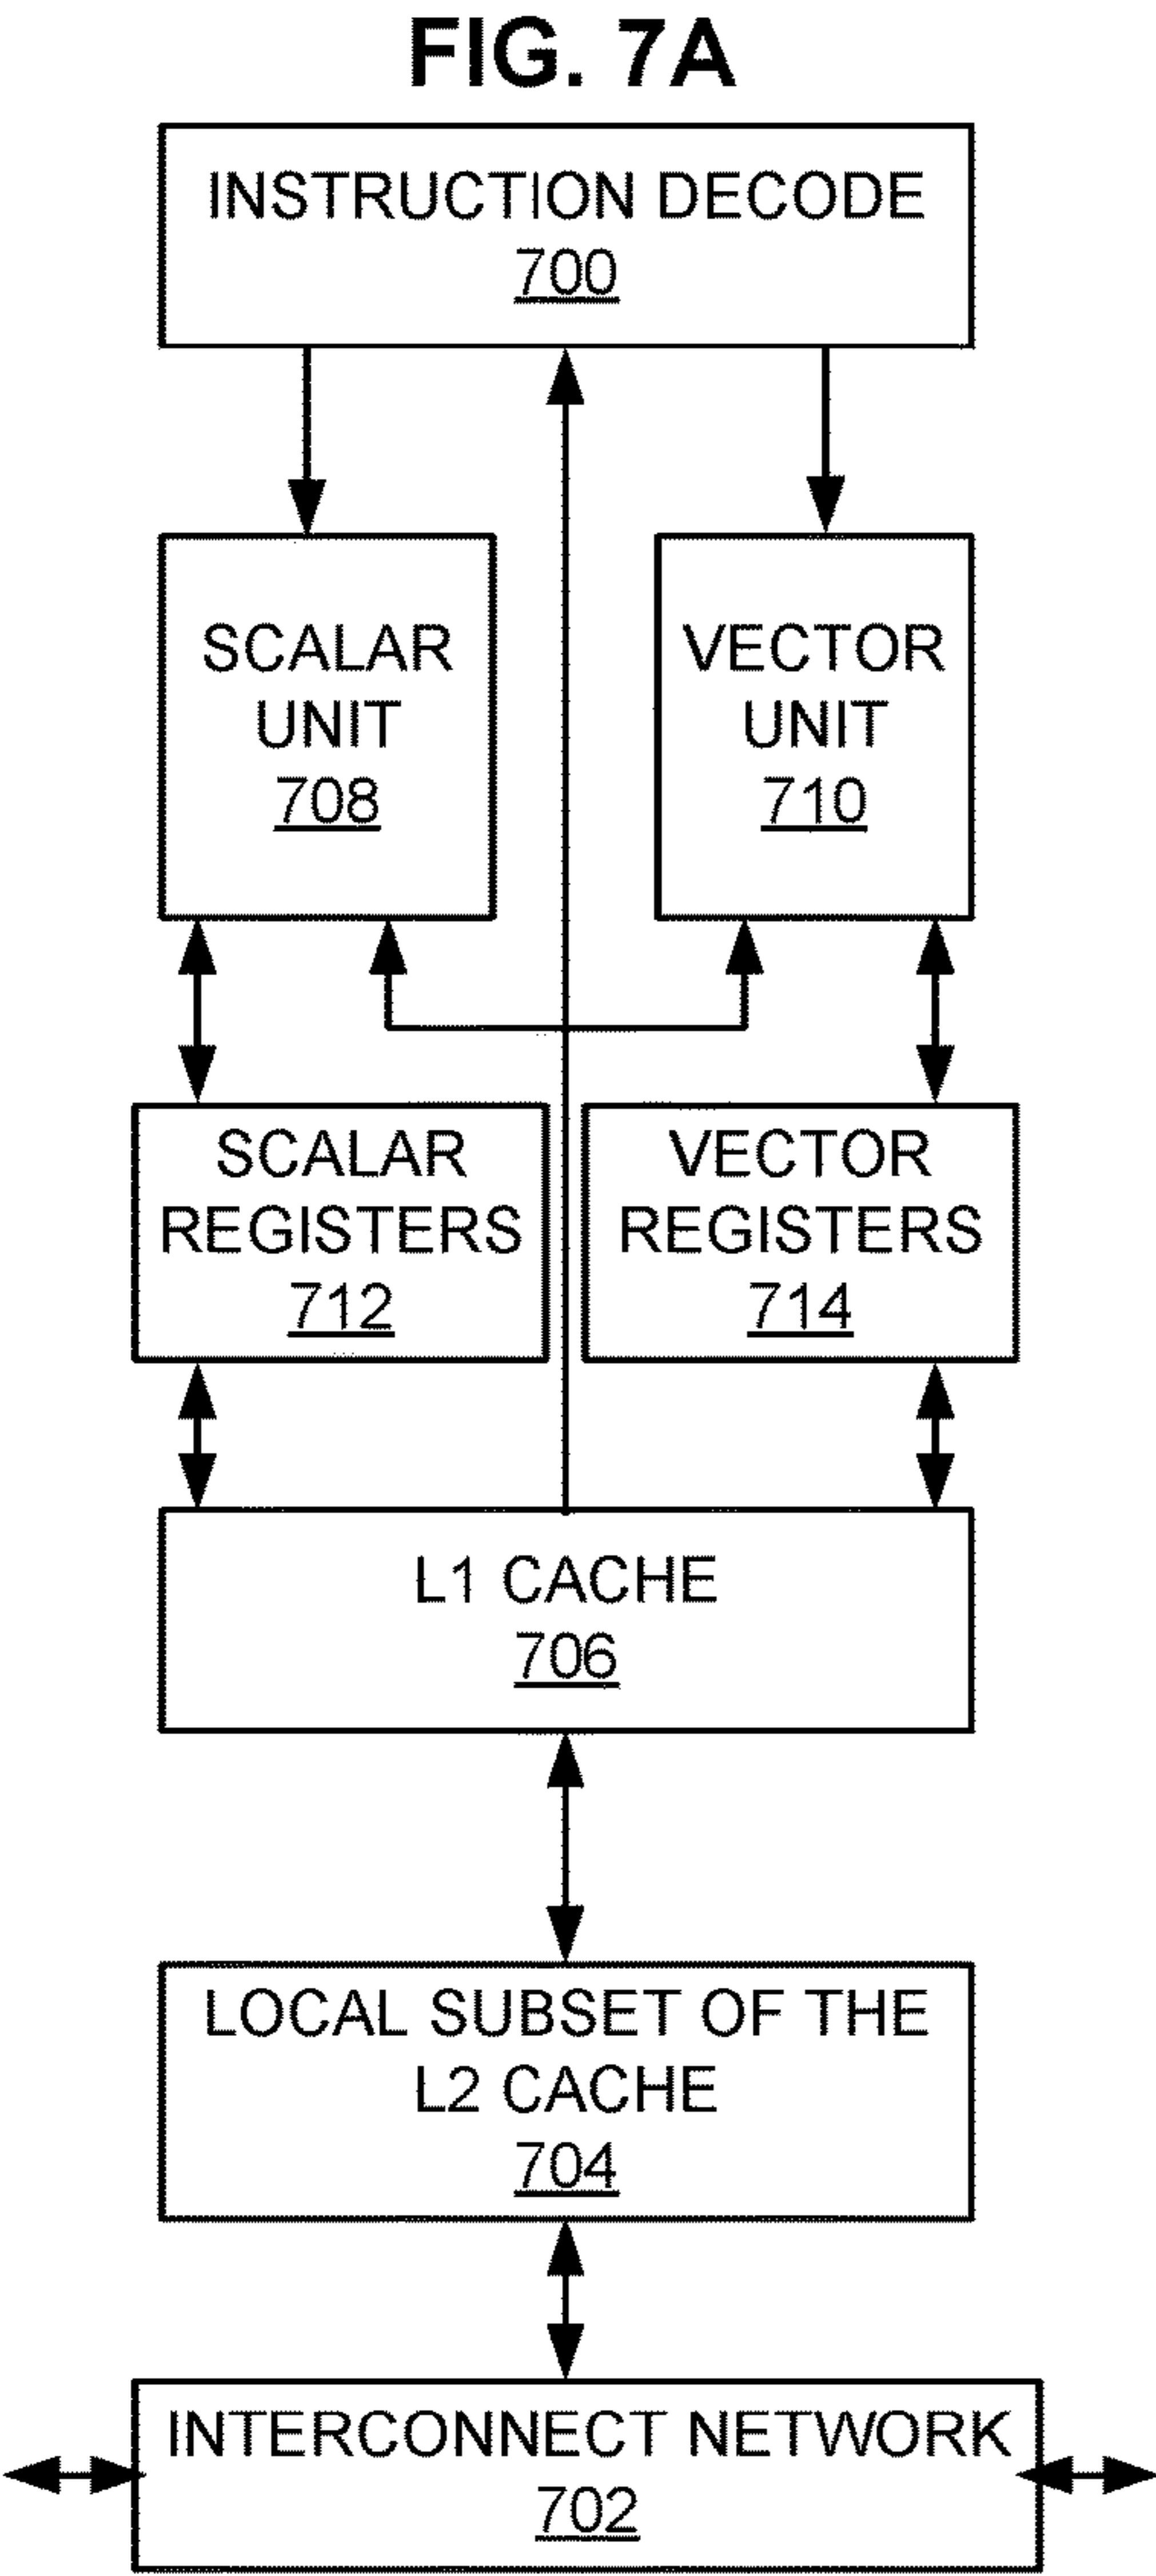 FIG. 7A
INSTRUCTION DECODE
700
SCALAR
UNIT
708
VECTOR
UNIT
710
SCALAR
REGISTERS
712
VECTOR
REGISTERS
714
L1 CACHE
706
LOCAL SUBSET OF THE
L2 CACHE
704
INTERCONNECT NETWORK
702